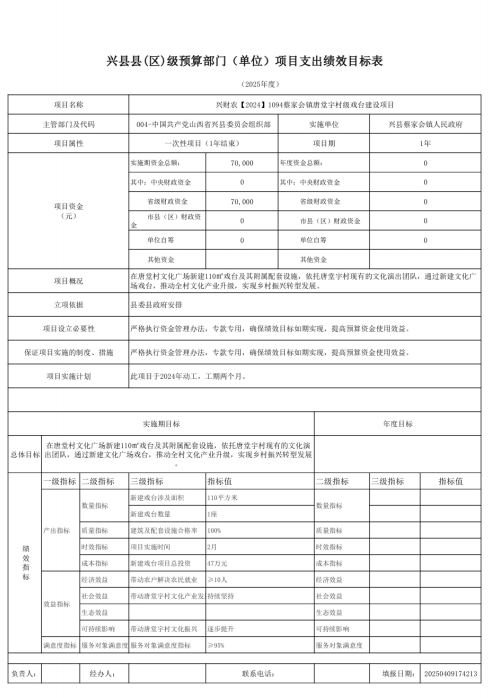 兴县县(区)级预算部门（单位）项目支出绩效目标表
（2025年度）
项目名称 兴财农【2024】1094蔡家会镇唐堂宇村级戏台建设项目
主管部门及代码 004-中国共产党山西省兴县委员会组织部 实施单位 兴县蔡家会镇人民政府
项目属性 一次性项目（1年结束） 项目期 1年
项目资金（元）
实施期资金总额： 70,000 年度资金总额： 0
其中：中央财政资金 0 其中：中央财政资金 0
省级财政资金 70,000 省级财政资金 0
市县（区）财政资金 0 市县（区）财政资金 0
单位自筹 0 单位自筹 0
其他资金 其他资金
项目概况 在唐堂村文化广场新建110㎡戏台及其附属配套设施，依托唐堂宇村现有的文化演出团队，通过新建文化广
场戏台，推动全村文化产业升级，实现乡村振兴转型发展。
立项依据 县委县政府安排
项目设立必要性 严格执行资金管理办法，专款专用，确保绩效目标如期实现，提高预算资金使用效益。
保证项目实施的制度、措施 严格执行资金管理办法，专款专用，确保绩效目标如期实现，提高预算资金使用效益。
项目实施计划 此项目于2024年动工，工期两个月。
实施期目标 年度目标
总体目标 在唐堂村文化广场新建110㎡戏台及其附属配套设施，依托唐堂宇村现有的文化演
出团队，通过新建文化广场戏台，推动全村文化产业升级，实现乡村振兴转型发展
。
绩效指标
一级指标 二级指标 三级指标 指标值 二级指标 三级指标 指标值
产出指标 数量指标 新建戏台涉及面积 110平方米 数量指标
新建戏台数量 1座
质量指标 建筑及配套设施合格率 100% 质量指标
时效指标 项目实施时间 2月 时效指标
成本指标 新建戏台项目总投资 47万元 成本指标
效益指标 经济效益 带动农户解决农民就业 ≥10人 经济效益
社会效益 带动唐堂宇村文化产业发 持续坚持 社会效益
生态效益 生态效益
可持续影响 带动唐堂宇村文化振兴 逐步提升 可持续影响
满意度指标 服务对象满意度 服务对象满意度指标 ≥95% 服务对象满意度
负责人： 经办人： 联系电话： 填报日期： 20250409174213